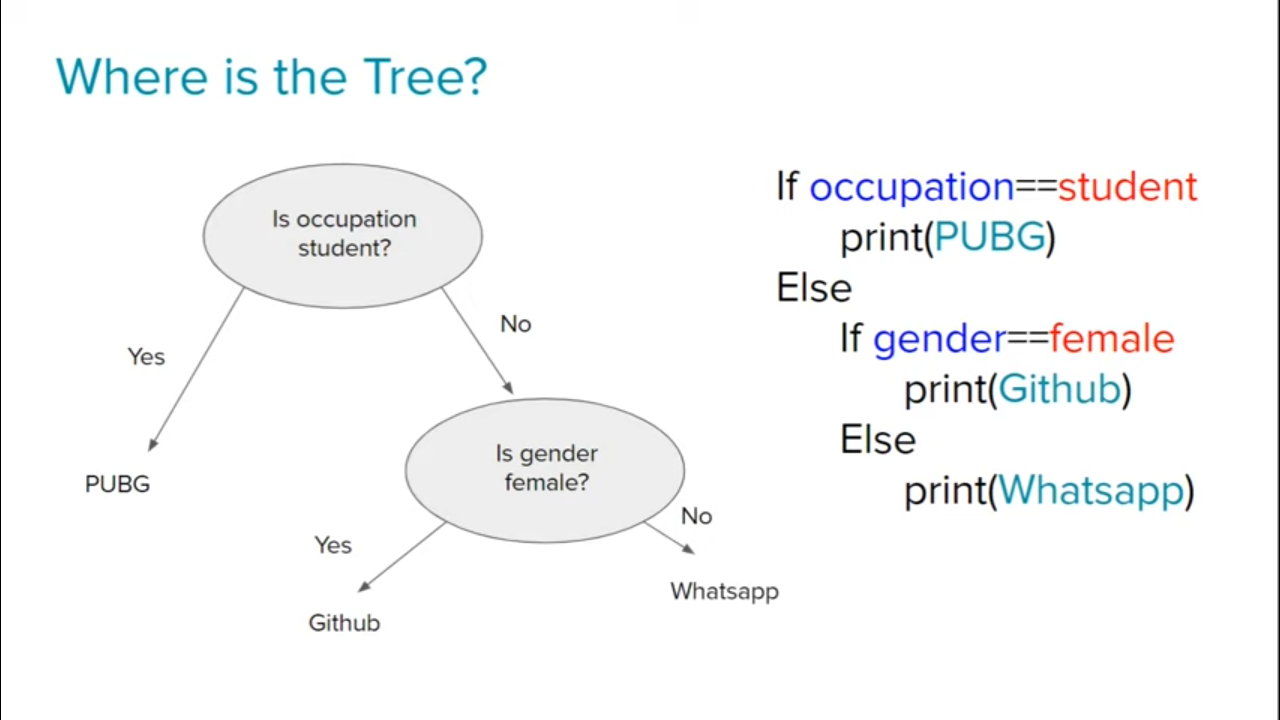 Where is the Tree?
Is occupation
student?
Yes
No
PUBG
Is gender
female?
Yes
No
Github
Whatsapp
If occupation==student
print(PUBG)
Else
If gender==female
print(Github)
Else
print(Whatsapp)